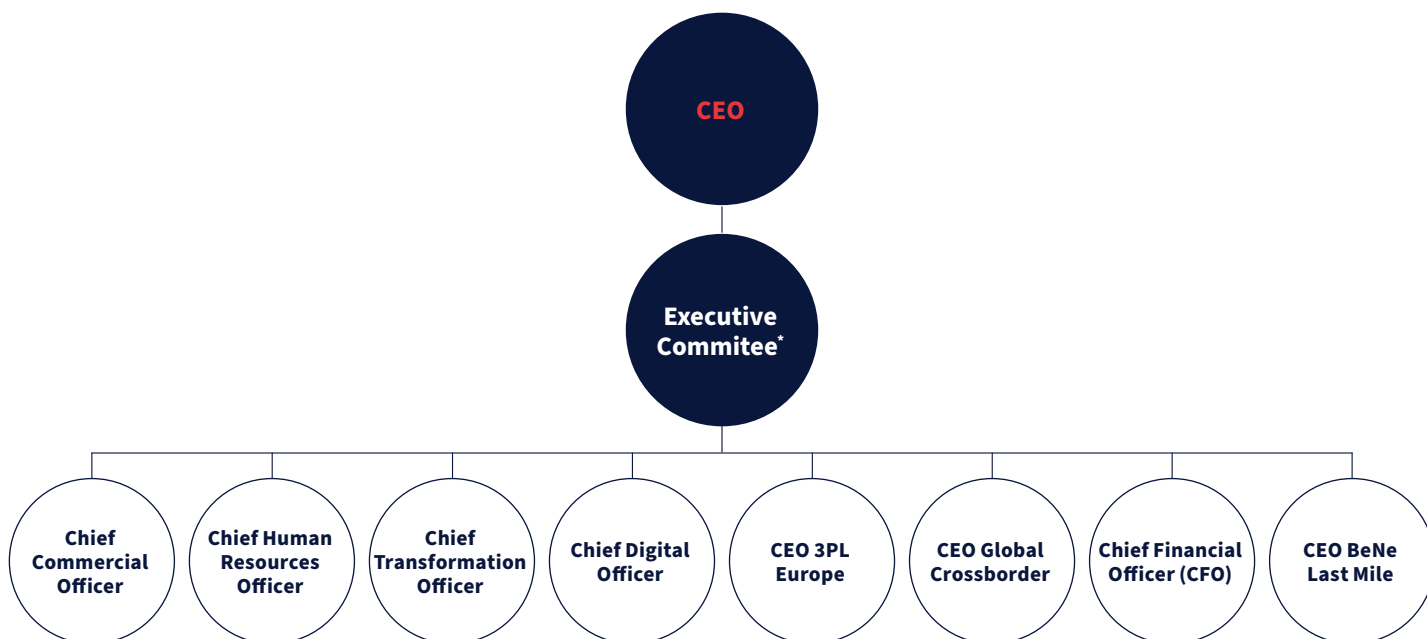 CEO
Executive
Commitee*
Chief
Commercial
Officer
Chief Human
Resources
Officer
Chief
Transformation
Officer
Chief Digital
Officer
CEO 3PL
Europe
CEO Global
Crossborder
Chief Financial
Officer (CFO)
CEO BeNe
Last Mile